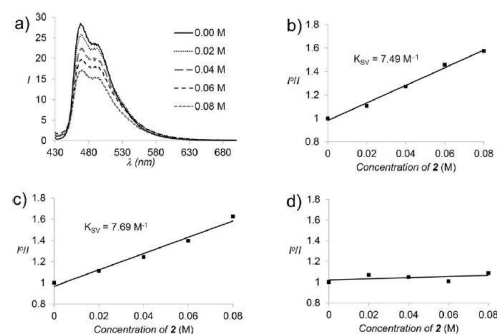 a)
30
25
20
15
10
5
0
I
430 480 530 580 630 680
λ (nm)
0.00 M
0.02 M
0.04 M
0.06 M
0.08 M
b)
1.8
1.6
1.4
1.2
1
0.8
I⁰/I
K_SV = 7.49 M⁻¹
0 0.02 0.04 0.06 0.08
Concentration of 2 (M)
c)
1.8
1.6
1.4
1.2
1
0.8
I⁰/I
K_SV = 7.69 M⁻¹
0 0.02 0.04 0.06 0.08
Concentration of 2 (M)
d)
1.8
1.6
1.4
1.2
1
0.8
I⁰/I
0 0.02 0.04 0.06 0.08
Concentration of 2 (M)